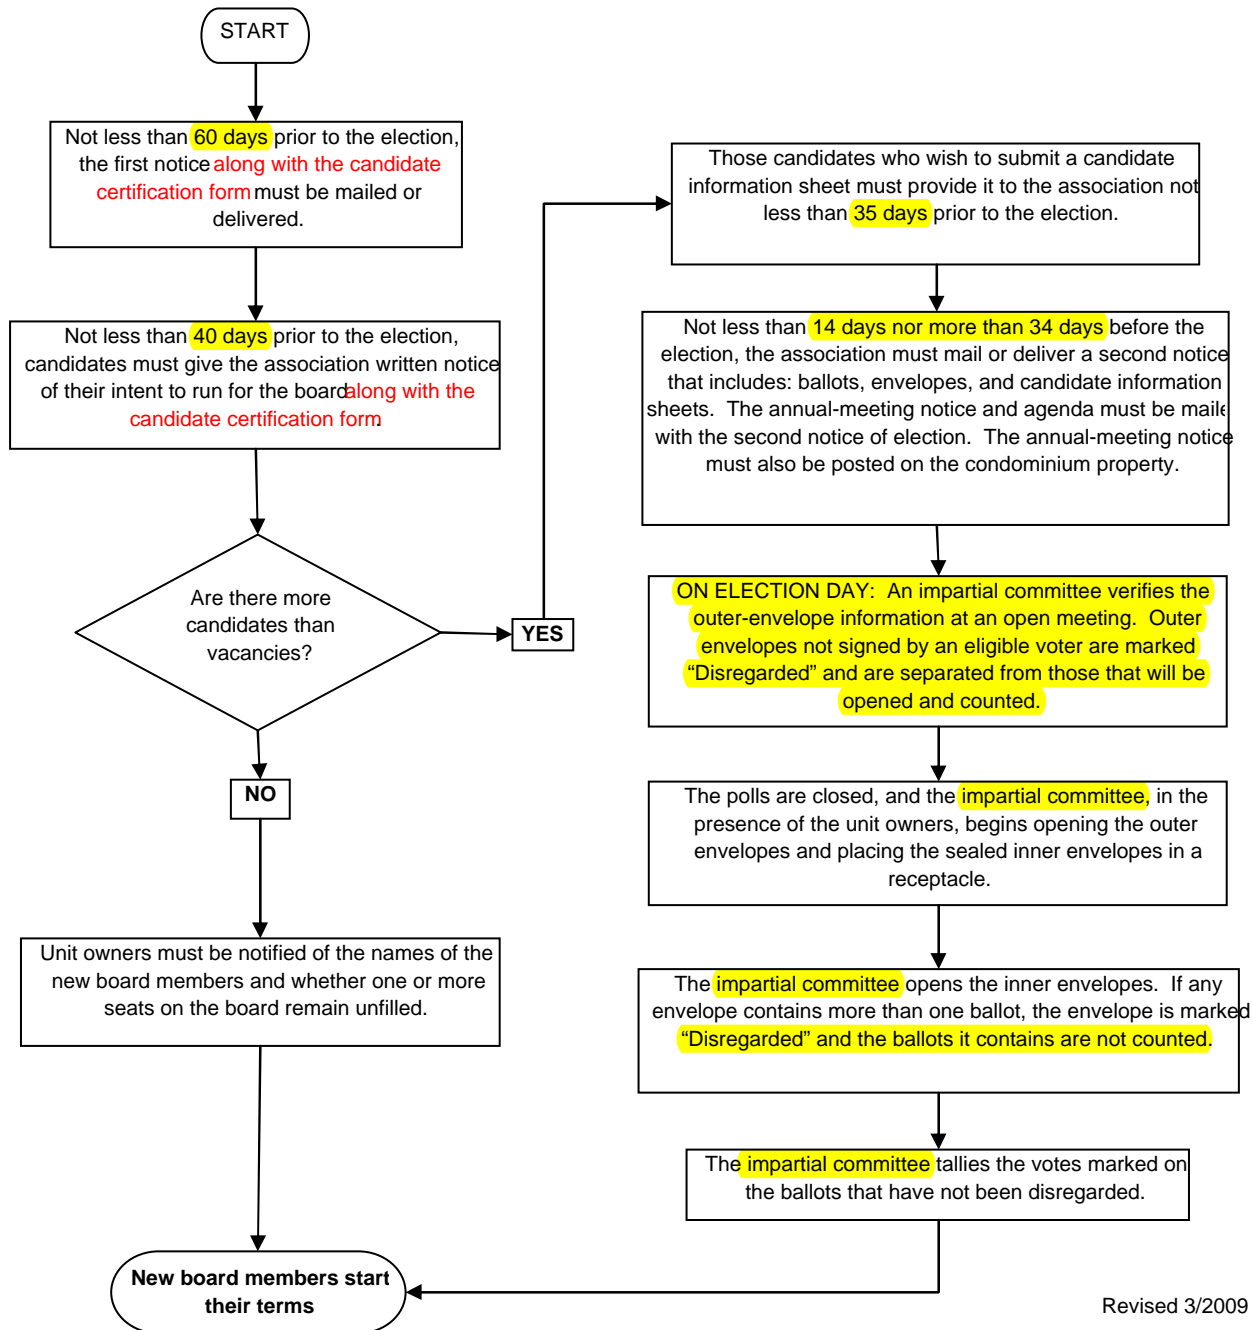 START
Not less than 60 days prior to the election,
the first notice along with the candidate
certification form must be mailed or
delivered.
Not less than 40 days prior to the election,
candidates must give the association written notice
of their intent to run for the board along with the
candidate certification form.
Are there more
candidates than
vacancies?
YES
NO
Unit owners must be notified of the names of the
new board members and whether one or more
seats on the board remain unfilled.
Those candidates who wish to submit a candidate
information sheet must provide it to the association not
less than 35 days prior to the election.
Not less than 14 days nor more than 34 days before the
election, the association must mail or deliver a second notice
that includes: ballots, envelopes, and candidate information
sheets. The annual-meeting notice and agenda must be maile
with the second notice of election. The annual-meeting notice
must also be posted on the condominium property.
ON ELECTION DAY: An impartial committee verifies the
outer-envelope information at an open meeting. Outer
envelopes not signed by an eligible voter are marked
“Disregarded” and are separated from those that will be
opened and counted.
The polls are closed, and the impartial committee, in the
presence of the unit owners, begins opening the outer
envelopes and placing the sealed inner envelopes in a
receptacle.
The impartial committee opens the inner envelopes. If any
envelope contains more than one ballot, the envelope is marked
“Disregarded” and the ballots it contains are not counted.
The impartial committee tallies the votes marked on
the ballots that have not been disregarded.
New board members start
their terms
Revised 3/2009